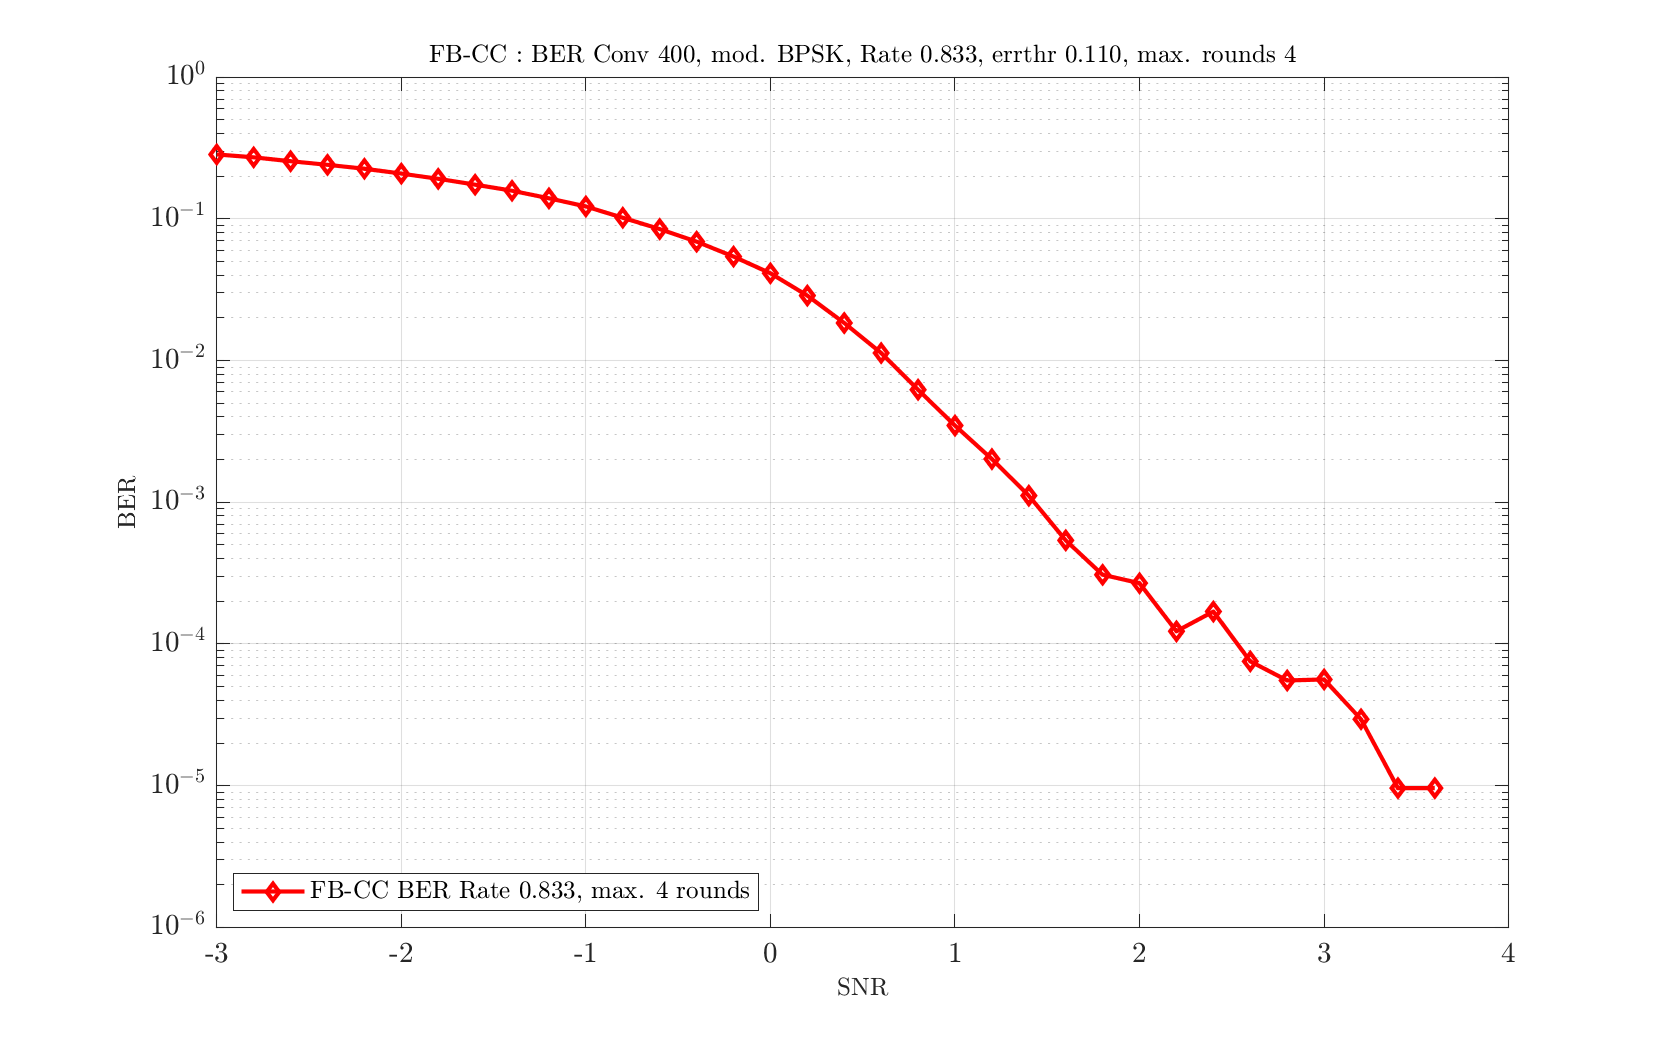 FB-CC : BER Conv 400, mod. BPSK, Rate 0.833, errthr 0.110, max. rounds 4
10^0
10^-1
10^-2
10^-3
10^-4
10^-5
10^-6
BER
FB-CC BER Rate 0.833, max. 4 rounds
-3 -2 -1 0 1 2 3 4
SNR